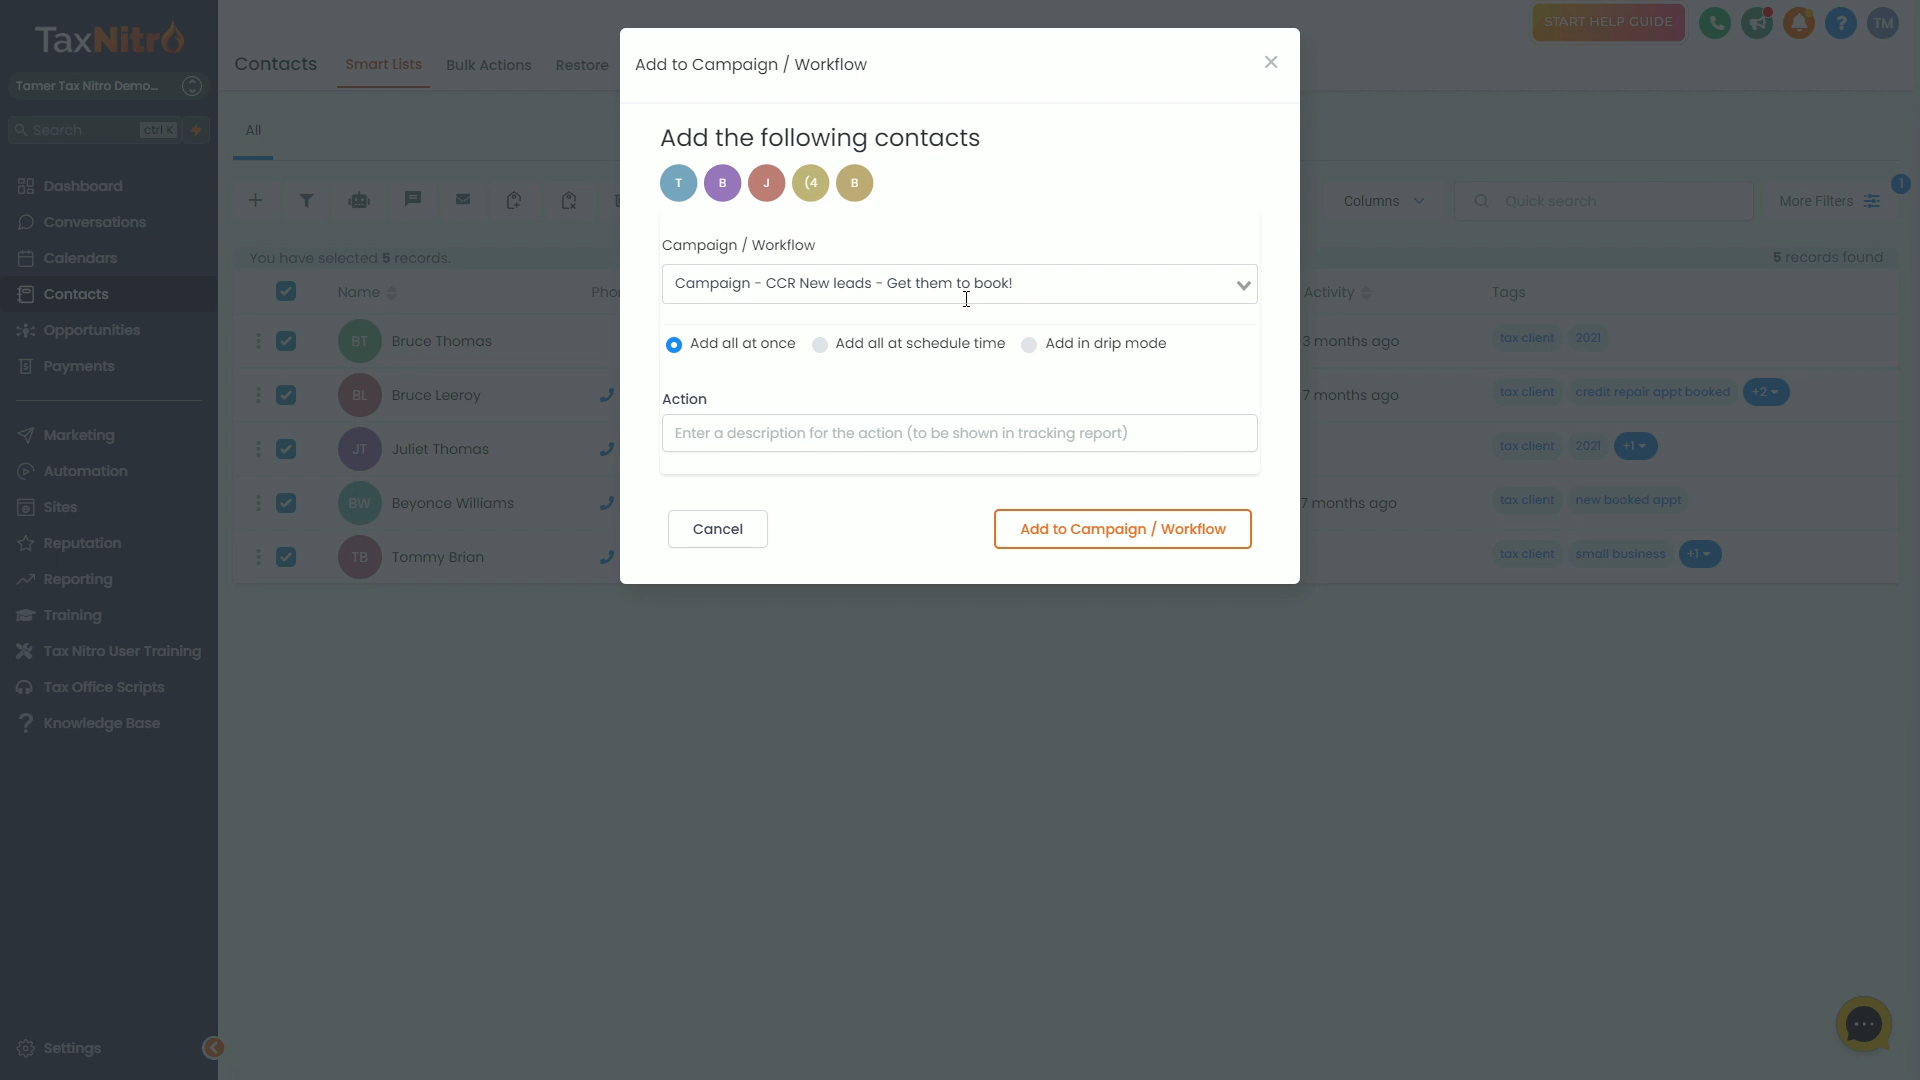 TaxNitro
Tamer Tax Nitro Demo...
Search ctrl K
Dashboard
Conversations
Calendars
Contacts
Opportunities
Payments
Marketing
Automation
Sites
Reputation
Reporting
Training
Tax Nitro User Training
Tax Office Scripts
Knowledge Base
Settings
START HELP GUIDE
? TM
Contacts Smart Lists Bulk Actions Restore
All
Columns Quick search More Filters 1
You have selected 5 records. 5 records found
Name Activity Tags
BT Bruce Thomas 3 months ago tax client 2021
BL Bruce Leeroy 7 months ago tax client credit repair appt booked +2
JT Juliet Thomas tax client 2021 +1
BW Beyonce Williams 7 months ago tax client new booked appt
TB Tommy Brian tax client small business +1
Add to Campaign / Workflow
Add the following contacts
T B J (4 B
Campaign / Workflow
Campaign - CCR New leads - Get them to book!
Add all at once Add all at schedule time Add in drip mode
Action
Enter a description for the action (to be shown in tracking report)
Cancel Add to Campaign / Workflow